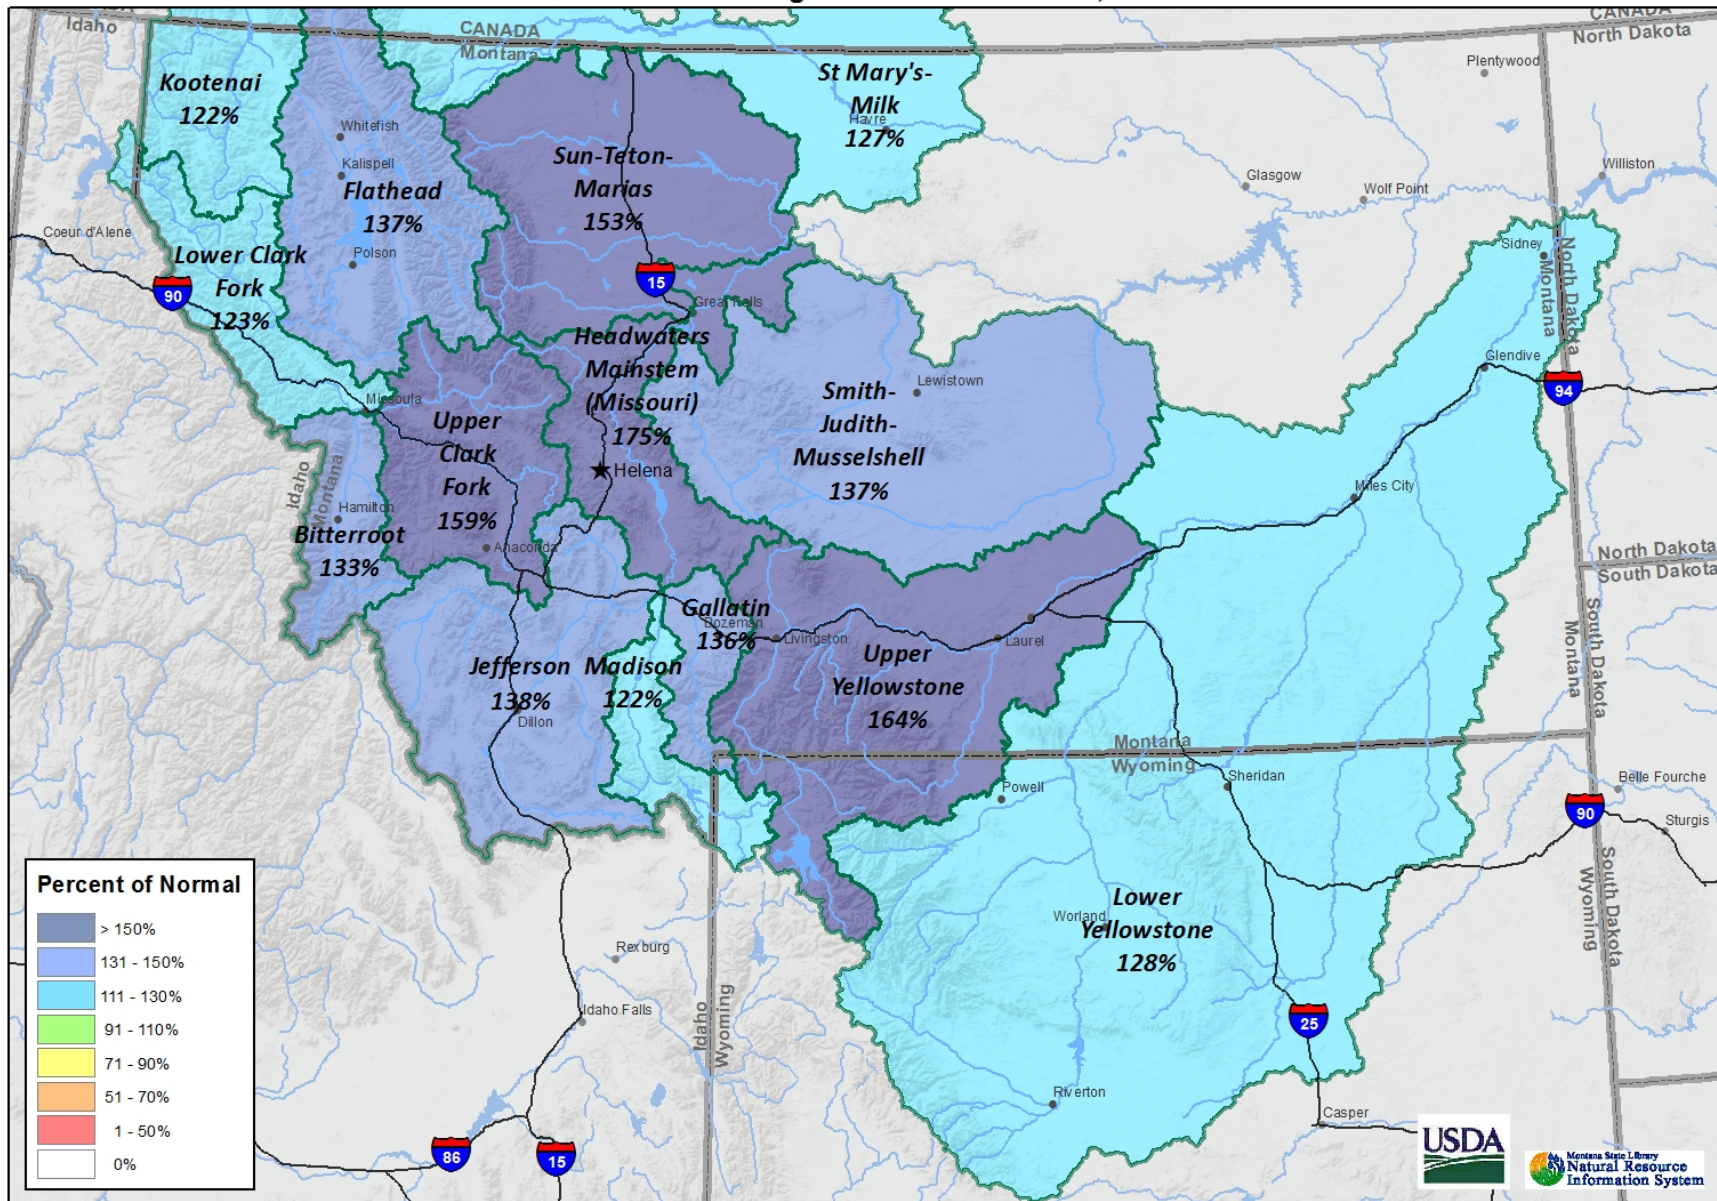 Idaho
CANADA
Montana
CANADA
North Dakota
Plentywood
Kootenai
122%
St Mary's-
Milk
Havre
127%
Whitefish
Kalispell
Flathead
137%
Polson
Sun-Teton-
Marias
153%
Glasgow
Wolf Point
Williston
Coeur d'Alene
Lower Clark
Fork
123%
90
15
Great Falls
Sidney
North Dakota
Montana
Headwaters
Mainstem
(Missouri)
175%
Helena
Smith-
Judith-
Musselshell
137%
Lewistown
Glendive
94
Missoula
Upper
Clark
Fork
159%
Anaconda
Idaho
Montana
Hamilton
Bitterroot
133%
Miles City
North Dakota
South Dakota
Gallatin
Bozeman
136%
Livingston
Laurel
Upper
Yellowstone
164%
Jefferson
138%
Dillon
Madison
122%
South Dakota
Montana
Montana
Wyoming
Powell
Sheridan
Belle Fourche
90
Sturgis
South Dakota
Wyoming
Percent of Normal
> 150%
131 - 150%
111 - 130%
91 - 110%
71 - 90%
51 - 70%
1 - 50%
0%
Lower
Worland
Yellowstone
128%
Rexburg
Idaho Falls
Idaho
Wyoming
25
Riverton
Casper
86
15
USDA
Montana State Library
Natural Resource
Information System